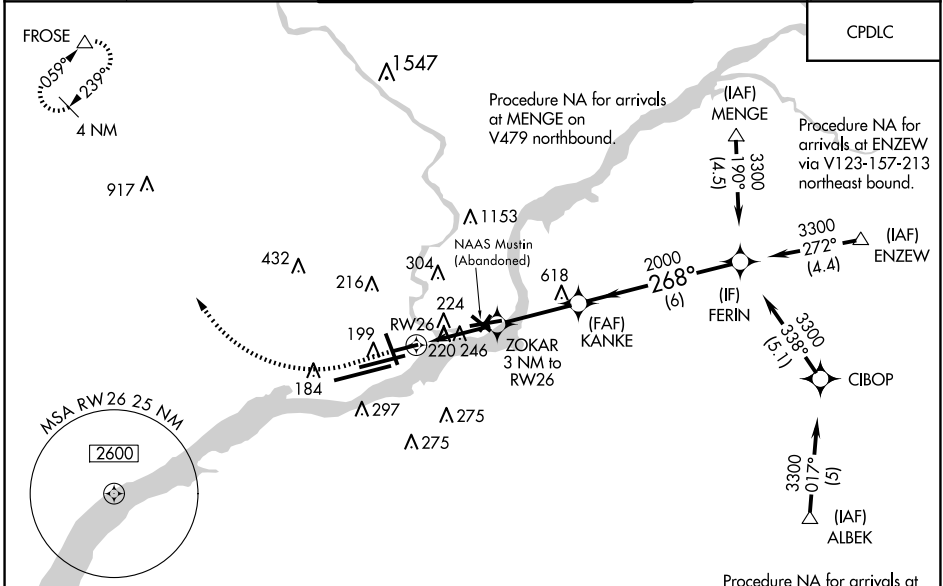 CPDLC
FROSE
059°
239°
4 NM
1547
Procedure NA for arrivals
at MENGE on
V479 northbound.
(IAF)
MENGE
Procedure NA for
arrivals at ENZEW
via V123-157-213
northeast bound.
3300
190°
(4.5)
917
1153
NAAS Mustin
(Abandoned)
3300
272°
(4.4)
(IAF)
ENZEW
432
304
216
618
2000
268°
(6)
(IF)
FERIN
224
199
RW26
220
246
(FAF)
KANKE
ZOKAR
3 NM to
RW26
3300
338°
(5.1)
CIBOP
184
297
275
275
MSA RW 26 25 NM
2600
3300
017°
(5)
(IAF)
ALBEK
Procedure NA for arrivals at